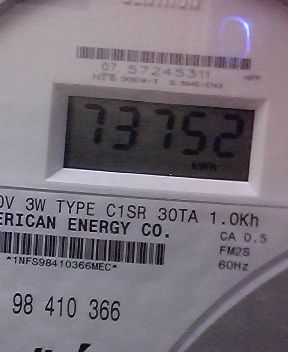 07 57245311
73752
kWh
0V 3W TYPE C1SR 30TA 1.0Kh
ERICAN ENERGY CO.
CA 0.5
FM2S
60Hz
*1NFS98410366MEC*
98 410 366